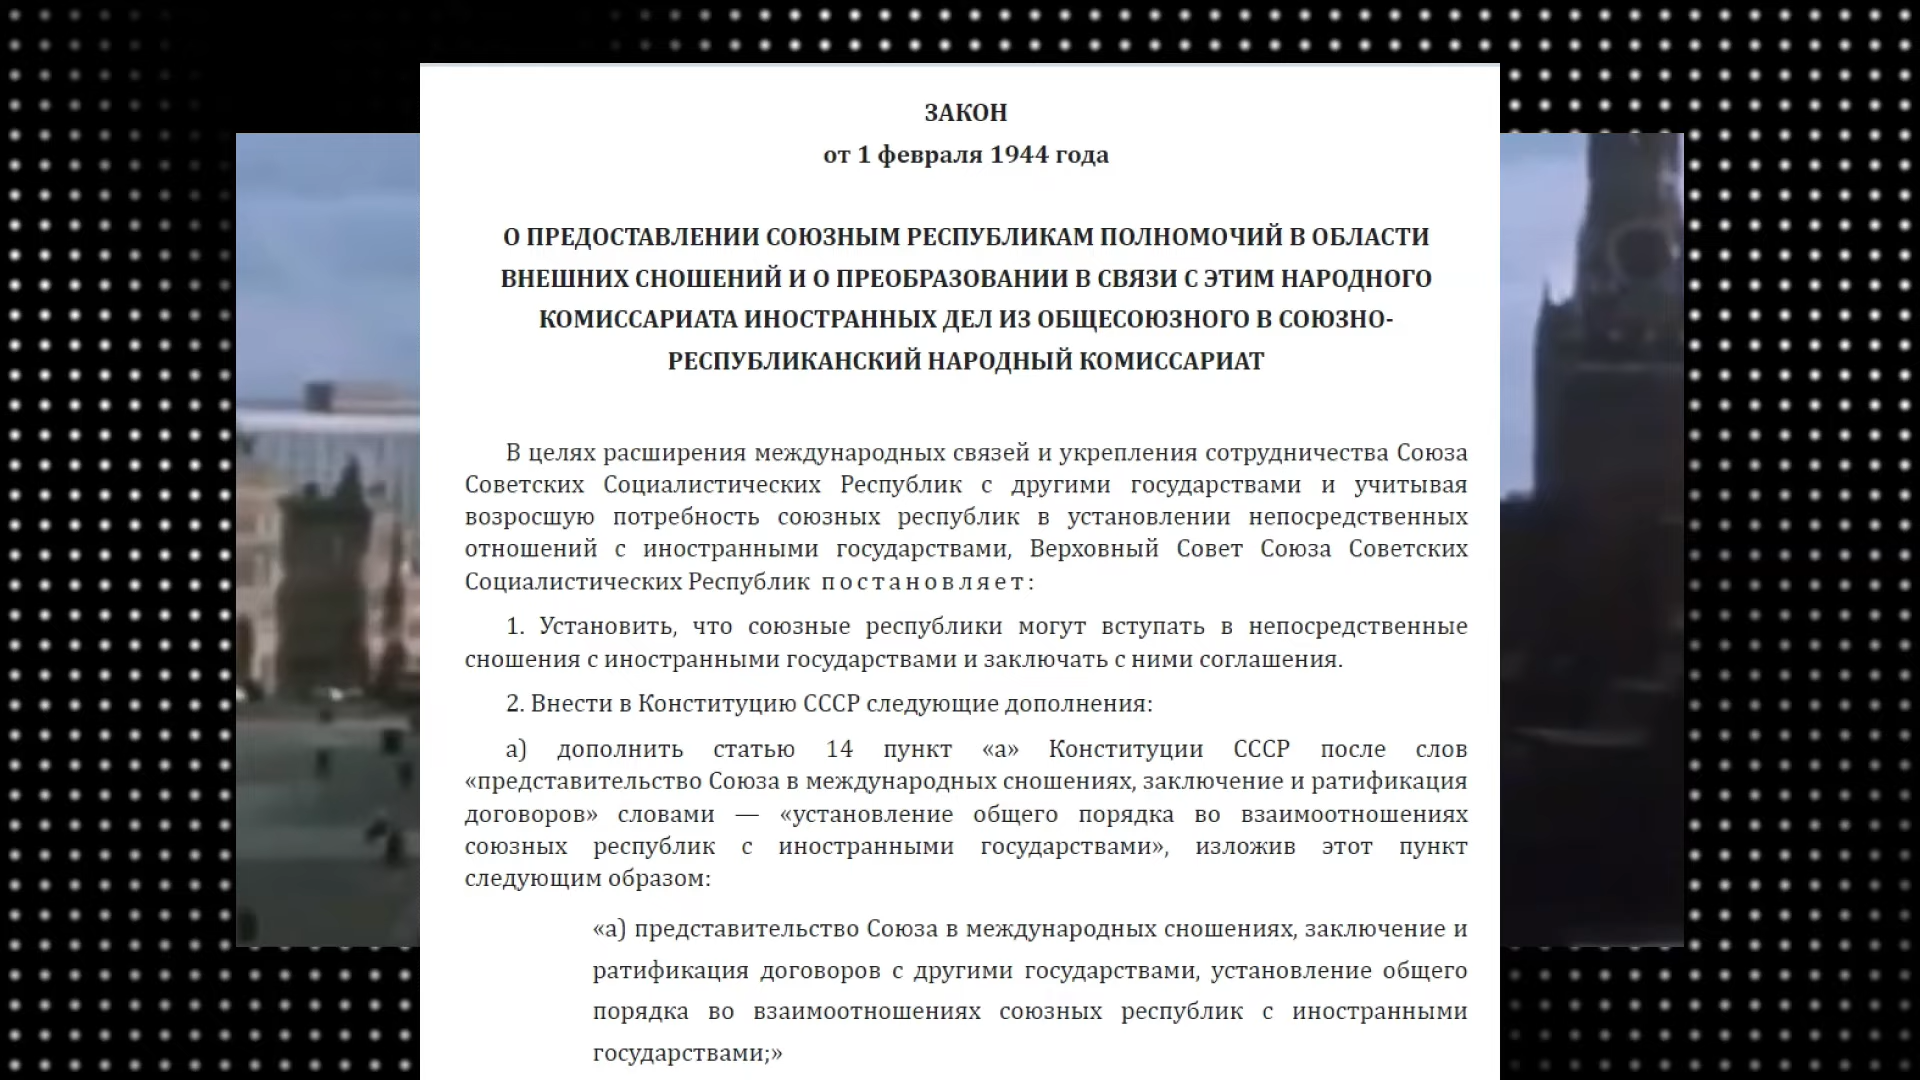 ЗАКОН
от 1 февраля 1944 года
О ПРЕДОСТАВЛЕНИИ СОЮЗНЫМ РЕСПУБЛИКАМ ПОЛНОМОЧИЙ В ОБЛАСТИ
ВНЕШНИХ СНОШЕНИЙ И О ПРЕОБРАЗОВАНИИ В СВЯЗИ С ЭТИМ НАРОДНОГО
КОМИССАРИАТА ИНОСТРАННЫХ ДЕЛ ИЗ ОБЩЕСОЮЗНОГО В СОЮЗНО-
РЕСПУБЛИКАНСКИЙ НАРОДНЫЙ КОМИССАРИАТ
В целях расширения международных связей и укрепления сотрудничества Союза
Советских Социалистических Республик с другими государствами и учитывая
возросшую потребность союзных республик в установлении непосредственных
отношений с иностранными государствами, Верховный Совет Союза Советских
Социалистических Республик постановляет:
1. Установить, что союзные республики могут вступать в непосредственные
сношения с иностранными государствами и заключать с ними соглашения.
2. Внести в Конституцию СССР следующие дополнения:
а) дополнить статью 14 пункт «а» Конституции СССР после слов
«представительство Союза в международных сношениях, заключение и ратификация
договоров» словами — «установление общего порядка во взаимоотношениях
союзных республик с иностранными государствами», изложив этот пункт
следующим образом:
«а) представительство Союза в международных сношениях, заключение и
ратификация договоров с другими государствами, установление общего
порядка во взаимоотношениях союзных республик с иностранными
государствами;»